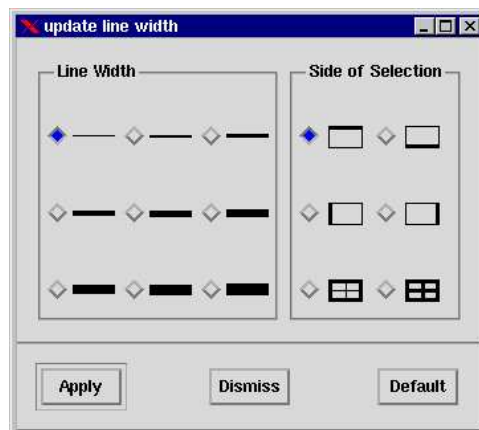 update line width
Line Width
Side of Selection
Apply
Dismiss
Default